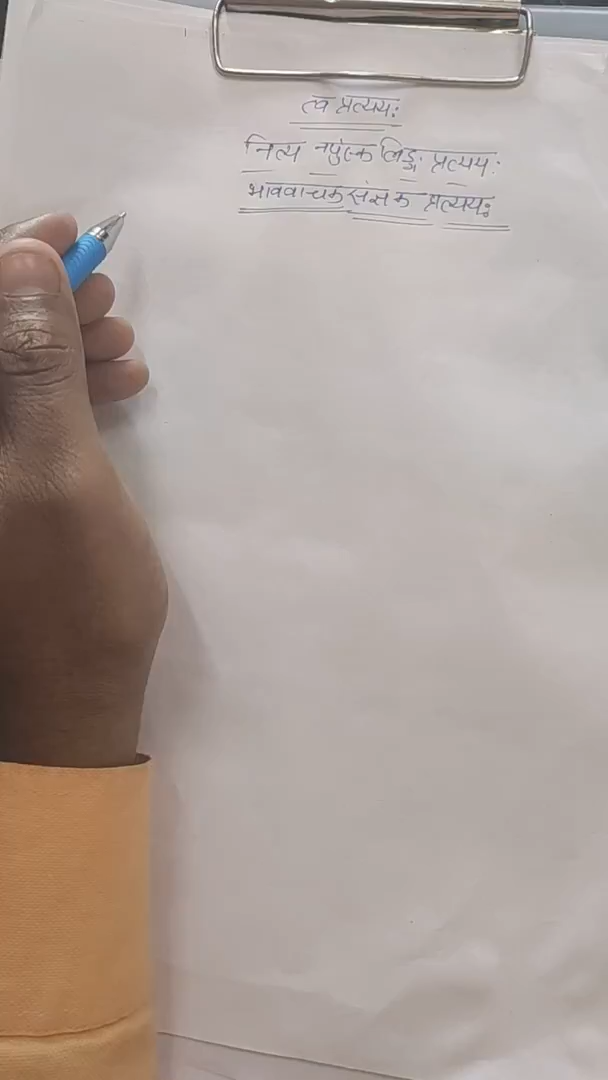 त्व प्रत्यय:
नित्य नपुंस्क लिङ्ग प्रत्यय:
भाववाचक संसक प्रत्यय: